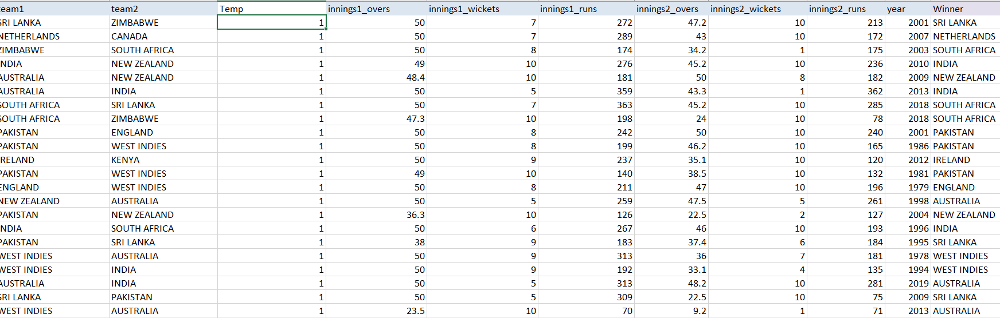 team1 team2 Temp innings1_overs innings1_wickets innings1_runs innings2_overs innings2_wickets innings2_runs year Winner
SRI LANKA ZIMBABWE 1 50 7 272 47.2 10 213 2001 SRI LANKA
NETHERLANDS CANADA 1 50 7 289 43 10 172 2007 NETHERLANDS
ZIMBABWE SOUTH AFRICA 1 50 8 174 34.2 1 175 2003 SOUTH AFRICA
INDIA NEW ZEALAND 1 49 10 276 45.2 10 236 2010 INDIA
AUSTRALIA NEW ZEALAND 1 48.4 10 181 50 8 182 2009 NEW ZEALAND
AUSTRALIA INDIA 1 50 5 359 43.3 1 362 2013 INDIA
SOUTH AFRICA SRI LANKA 1 50 7 363 45.2 10 285 2018 SOUTH AFRICA
SOUTH AFRICA ZIMBABWE 1 47.3 10 198 24 10 78 2018 SOUTH AFRICA
PAKISTAN ENGLAND 1 50 8 242 50 10 240 2001 PAKISTAN
PAKISTAN WEST INDIES 1 50 8 199 46.2 10 165 1986 PAKISTAN
IRELAND KENYA 1 50 9 237 35.1 10 120 2012 IRELAND
PAKISTAN WEST INDIES 1 49 10 140 38.5 10 132 1981 PAKISTAN
ENGLAND WEST INDIES 1 50 8 211 47 10 196 1979 ENGLAND
NEW ZEALAND AUSTRALIA 1 50 5 259 47.5 5 261 1998 AUSTRALIA
PAKISTAN NEW ZEALAND 1 36.3 10 126 22.5 2 127 2004 NEW ZEALAND
INDIA SOUTH AFRICA 1 50 6 267 46 10 193 1996 INDIA
PAKISTAN SRI LANKA 1 38 9 183 37.4 6 184 1995 SRI LANKA
WEST INDIES AUSTRALIA 1 50 9 313 36 7 181 1978 WEST INDIES
WEST INDIES INDIA 1 50 9 192 33.1 4 135 1994 WEST INDIES
AUSTRALIA INDIA 1 50 5 313 48.2 10 281 2019 AUSTRALIA
SRI LANKA PAKISTAN 1 50 5 309 22.5 10 75 2009 SRI LANKA
WEST INDIES AUSTRALIA 1 23.5 10 70 9.2 1 71 2013 AUSTRALIA